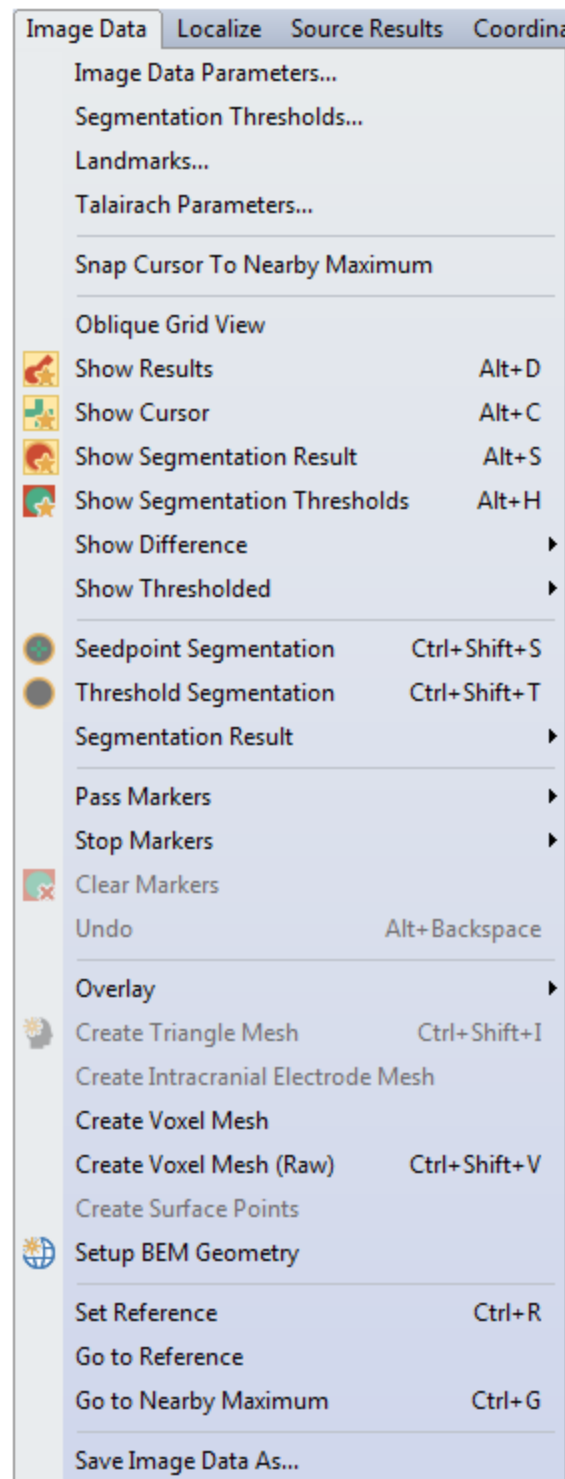 Image Data Localize Source Results Coordina
Image Data Parameters...
Segmentation Thresholds...
Landmarks...
Talairach Parameters...
Snap Cursor To Nearby Maximum
Oblique Grid View
Show Results Alt+D
Show Cursor Alt+C
Show Segmentation Result Alt+S
Show Segmentation Thresholds Alt+H
Show Difference
Show Thresholded
Seedpoint Segmentation Ctrl+Shift+S
Threshold Segmentation Ctrl+Shift+T
Segmentation Result
Pass Markers
Stop Markers
Clear Markers
Undo Alt+Backspace
Overlay
Create Triangle Mesh Ctrl+Shift+I
Create Intracranial Electrode Mesh
Create Voxel Mesh
Create Voxel Mesh (Raw) Ctrl+Shift+V
Create Surface Points
Setup BEM Geometry
Set Reference Ctrl+R
Go to Reference
Go to Nearby Maximum Ctrl+G
Save Image Data As...